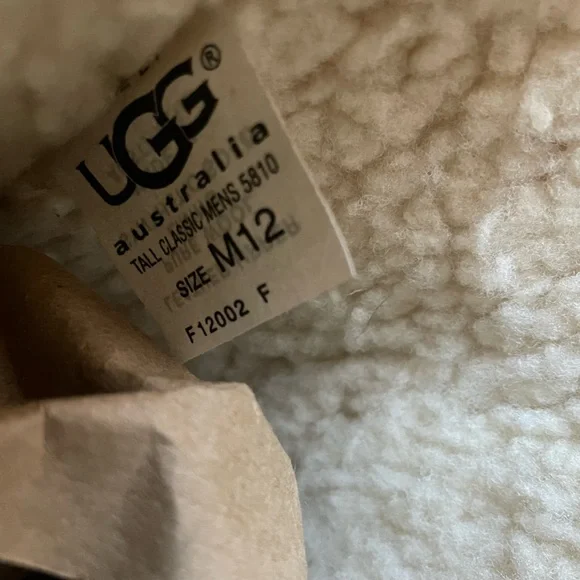 UGG®
australia
TALL CLASSIC MENS 5810
SIZE M12
F12002 F